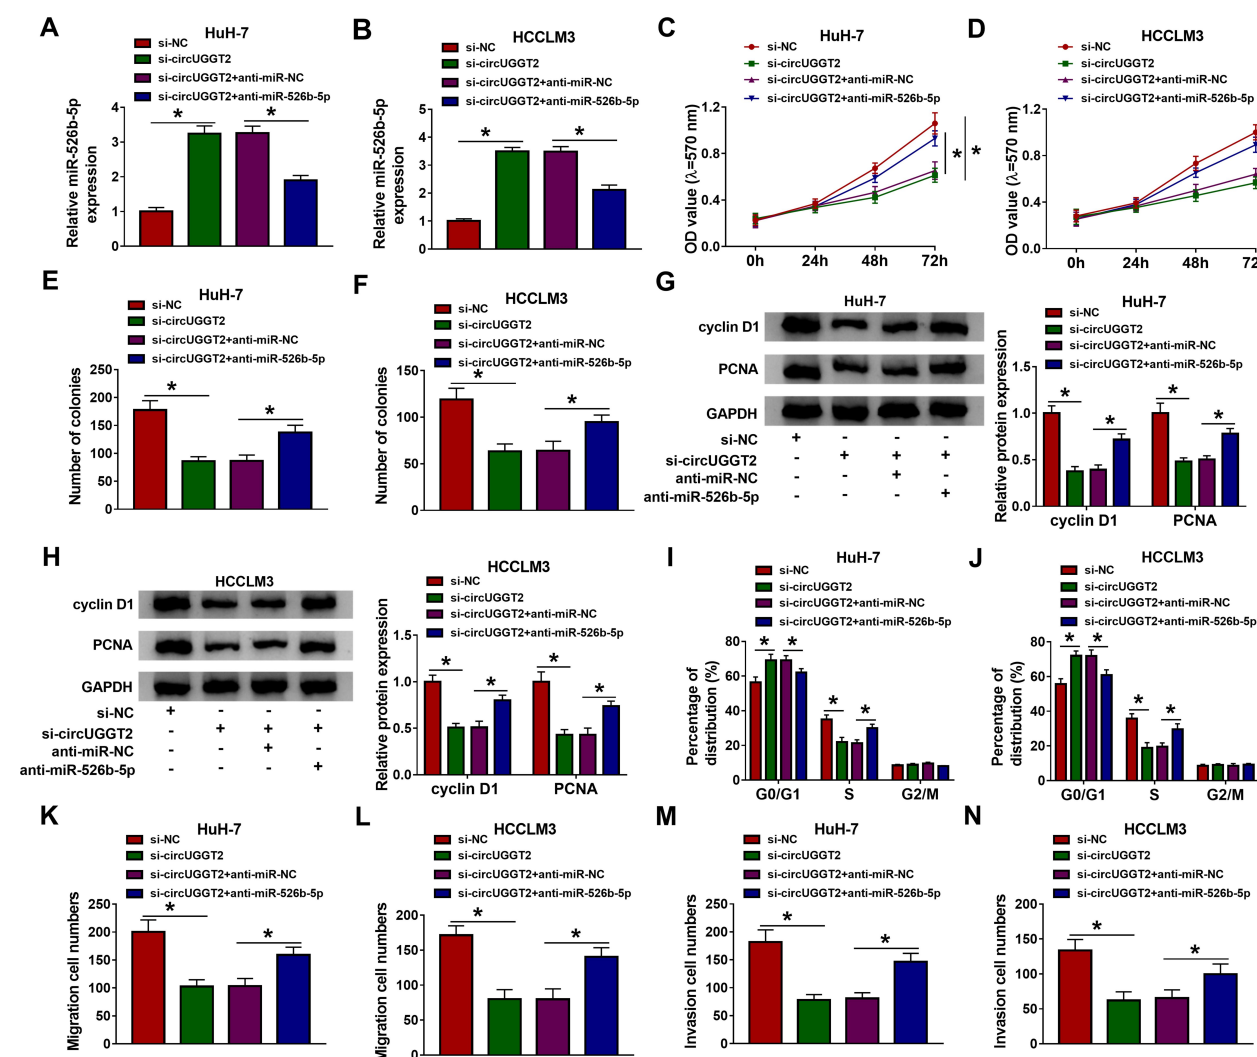 A
HuH-7
si-NC
si-circUGGT2
si-circUGGT2+anti-miR-NC
si-circUGGT2+anti-miR-526b-5p
Relative miR-526b-5p
expression
4
3
2
1
0
*
*
B
HCCLM3
si-NC
si-circUGGT2
si-circUGGT2+anti-miR-NC
si-circUGGT2+anti-miR-526b-5p
Relative miR-526b-5p
expression
5
4
3
2
1
0
*
*
C
HuH-7
si-NC
si-circUGGT2
si-circUGGT2+anti-miR-NC
si-circUGGT2+anti-miR-526b-5p
OD value (λ=570 nm)
1.2
0.8
0.4
0.0
0h 24h 48h 72h
* *
D
HCCLM3
si-NC
si-circUGGT2
si-circUGGT2+anti-miR-NC
si-circUGGT2+anti-miR-526b-5p
OD value (λ=570 nm)
1.2
0.8
0.4
0.0
0h 24h 48h 72
E
HuH-7
si-NC
si-circUGGT2
si-circUGGT2+anti-miR-NC
si-circUGGT2+anti-miR-526b-5p
Number of colonies
250
200
150
100
50
0
*
*
F
HCCLM3
si-NC
si-circUGGT2
si-circUGGT2+anti-miR-NC
si-circUGGT2+anti-miR-526b-5p
Number of colonies
150
100
50
0
*
*
G
HuH-7
cyclin D1
PCNA
GAPDH
si-NC + - - -
si-circUGGT2 - + + +
anti-miR-NC - - + -
anti-miR-526b-5p - - - +
HuH-7
si-NC
si-circUGGT2
si-circUGGT2+anti-miR-NC
si-circUGGT2+anti-miR-526b-5p
Relative protein expression
1.5
1.0
0.5
0.0
* * * *
cyclin D1 PCNA
H
HCCLM3
cyclin D1
PCNA
GAPDH
si-NC + - - -
si-circUGGT2 - + + +
anti-miR-NC - - + -
anti-miR-526b-5p - - - +
HCCLM3
si-NC
si-circUGGT2
si-circUGGT2+anti-miR-NC
si-circUGGT2+anti-miR-526b-5p
Relative protein expression
1.5
1.0
0.5
0.0
* * * *
cyclin D1 PCNA
I
HuH-7
si-NC
si-circUGGT2
si-circUGGT2+anti-miR-NC
si-circUGGT2+anti-miR-526b-5p
Percentage of
distribution (%)
80
60
40
20
0
* * * *
G0/G1 S G2/M
J
HCCLM3
si-NC
si-circUGGT2
si-circUGGT2+anti-miR-NC
si-circUGGT2+anti-miR-526b-5p
Percentage of
distribution (%)
80
60
40
20
0
* * * *
G0/G1 S G2/M
K
HuH-7
si-NC
si-circUGGT2
si-circUGGT2+anti-miR-NC
si-circUGGT2+anti-miR-526b-5p
Migration cell numbers
250
200
150
100
50
0
*
*
L
HCCLM3
si-NC
si-circUGGT2
si-circUGGT2+anti-miR-NC
si-circUGGT2+anti-miR-526b-5p
Migration cell numbers
200
150
100
50
0
*
*
M
HuH-7
si-NC
si-circUGGT2
si-circUGGT2+anti-miR-NC
si-circUGGT2+anti-miR-526b-5p
Invasion cell numbers
250
200
150
100
50
0
*
*
N
HCCLM3
si-NC
si-circUGGT2
si-circUGGT2+anti-miR-NC
si-circUGGT2+anti-miR-526b-5p
Invasion cell numbers
200
150
100
50
0
*
*